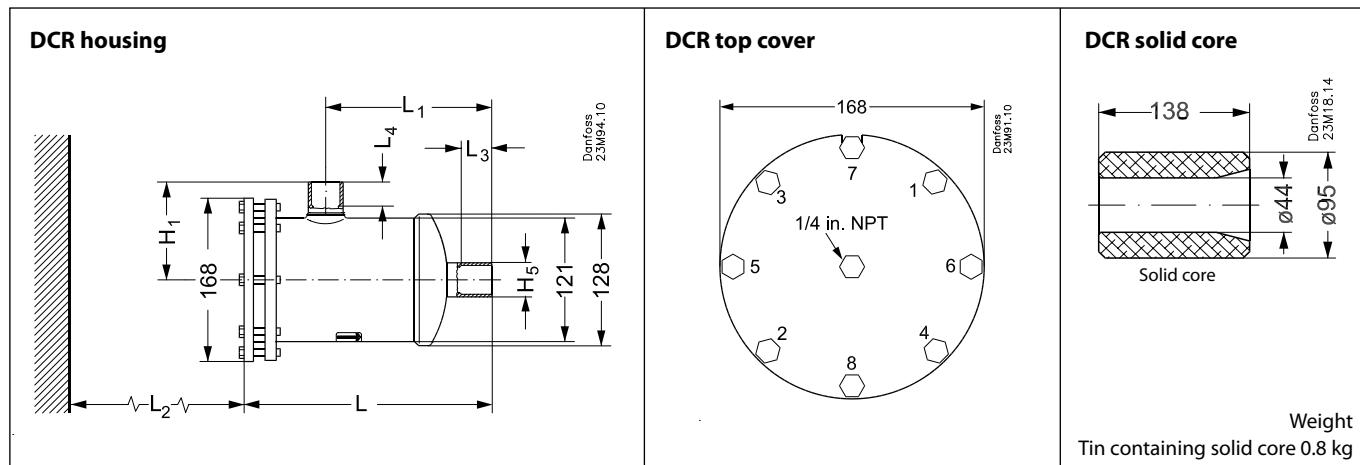 DCR housing
L1
L4
L3
Danfoss
23M94.10
H1
168
H5
121
128
L2
L
DCR top cover
168
Danfoss
23M91.10
7
3
1
1/4 in. NPT
5
6
2
4
8
DCR solid core
138
Danfoss
23M18.14
ø44
ø95
Solid core
Weight
Tin containing solid core 0.8 kg